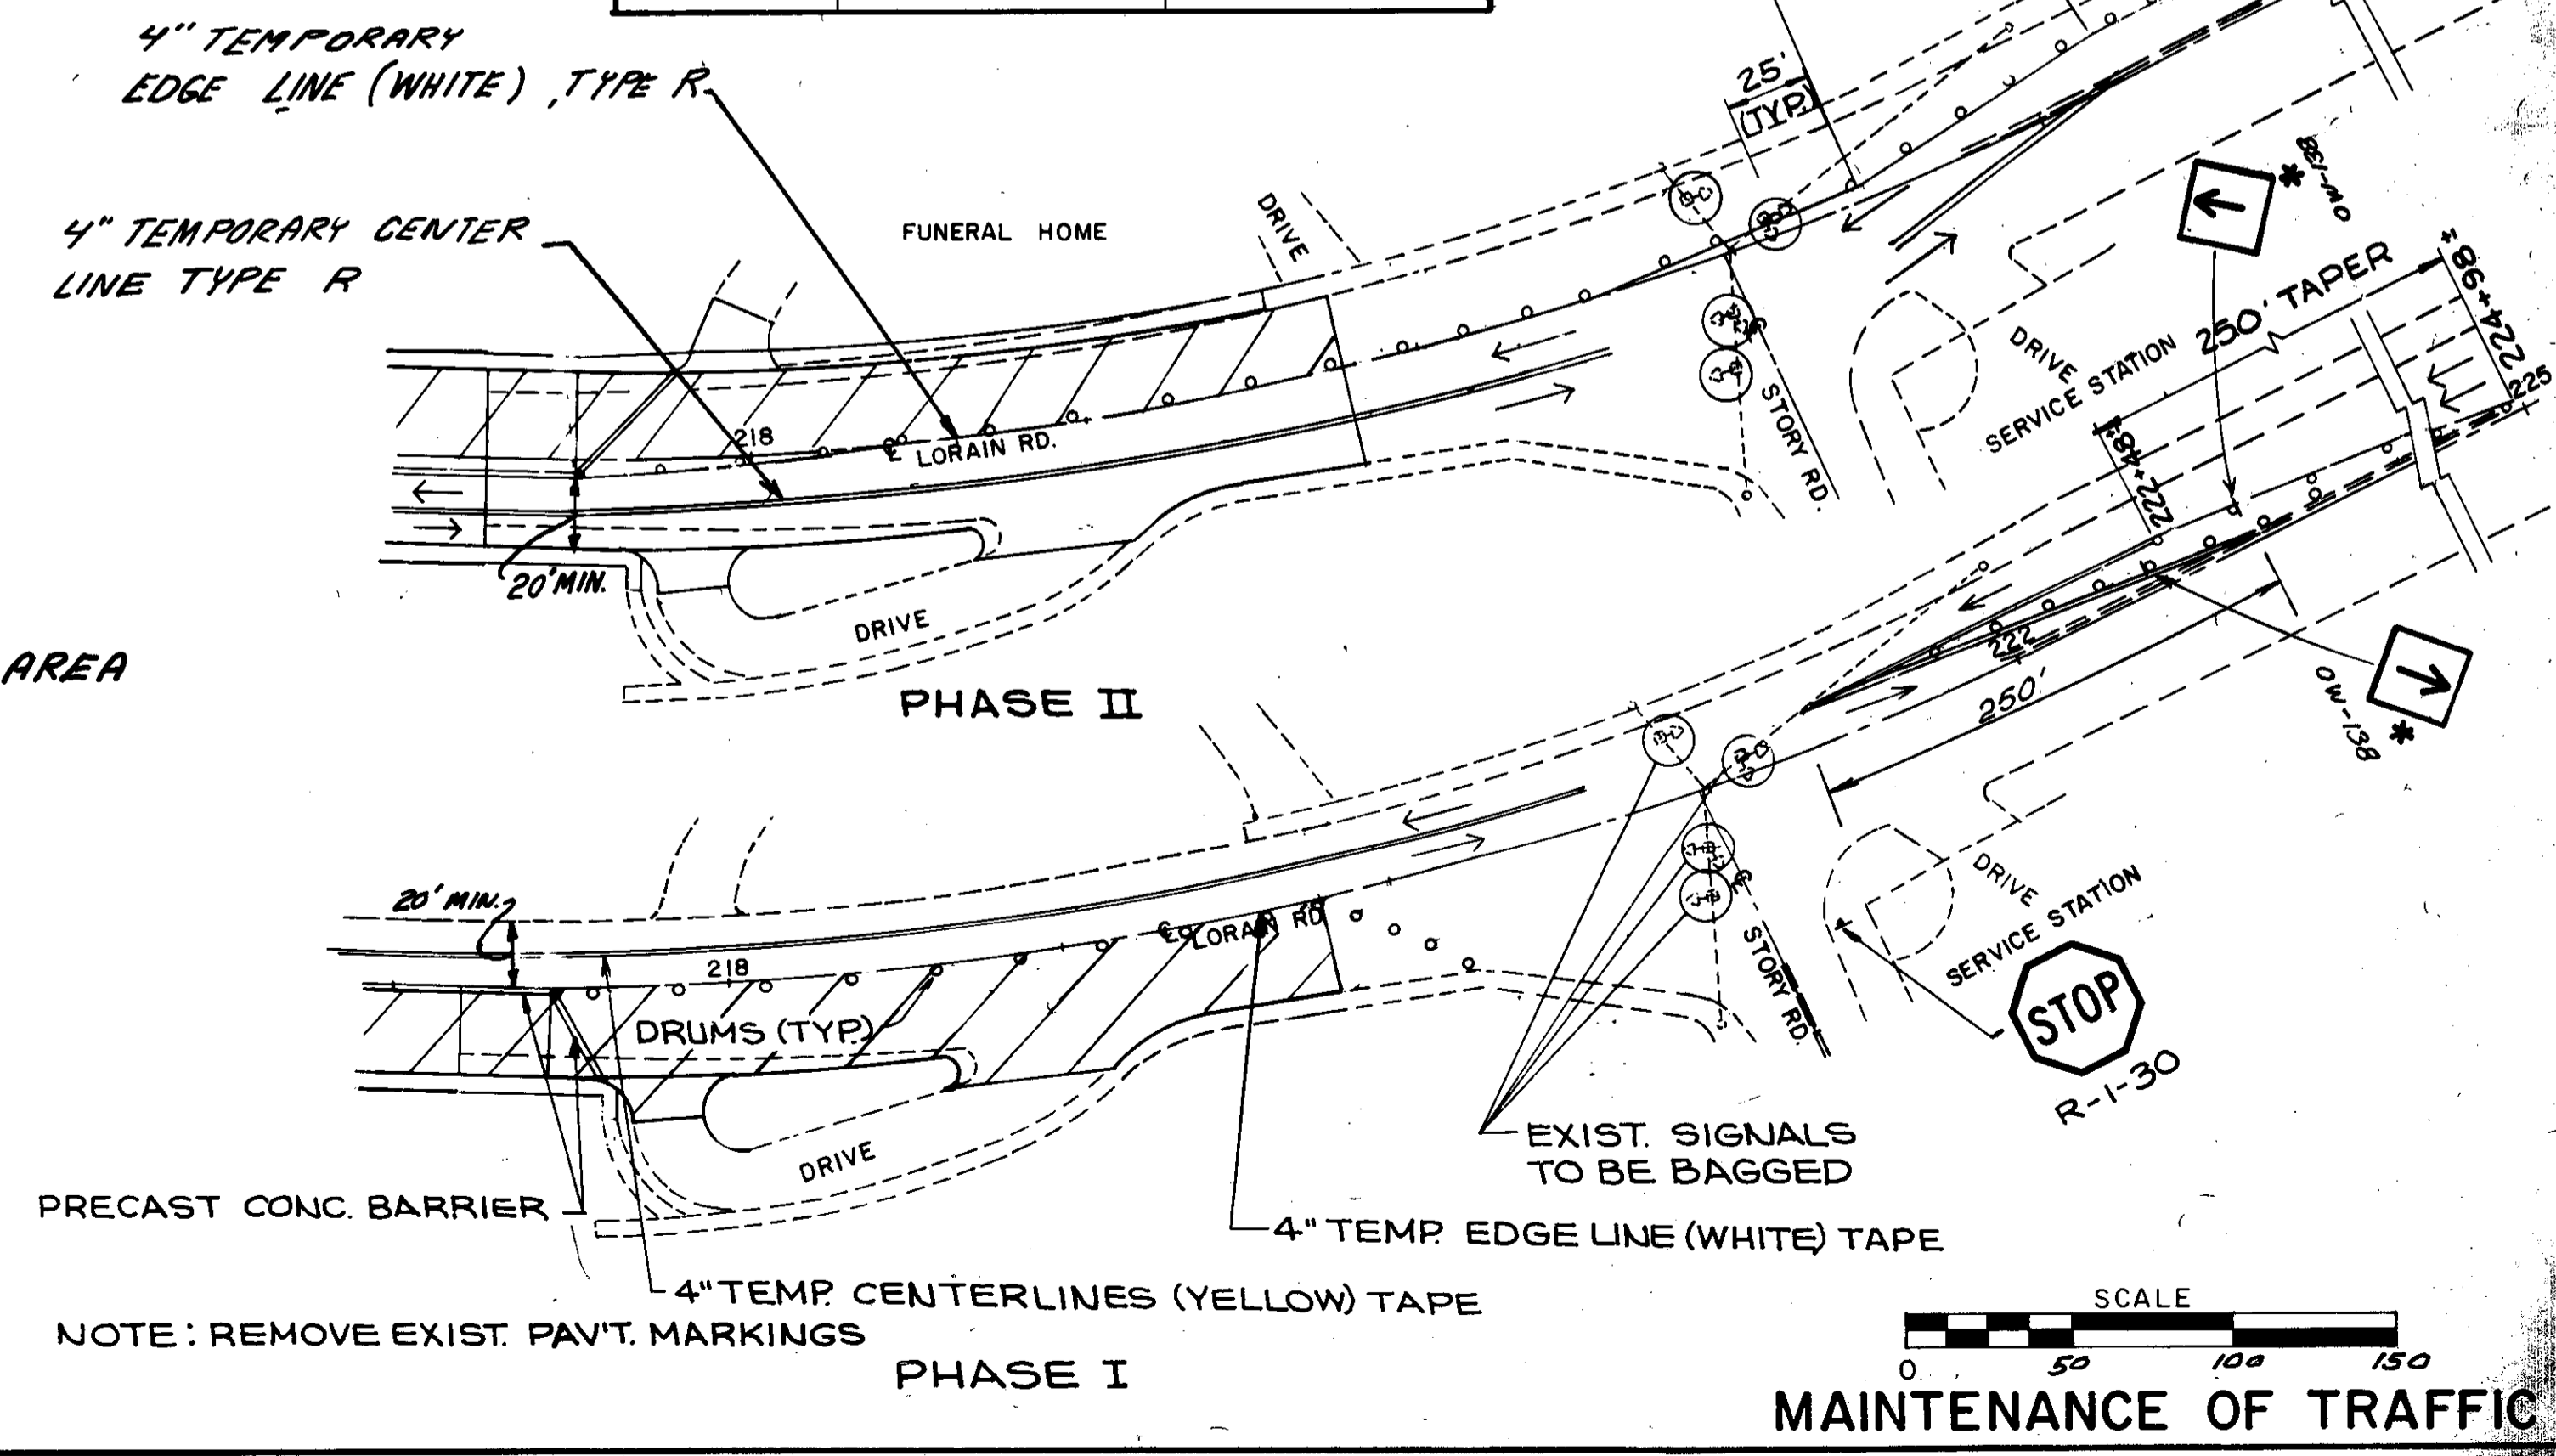 4" TEMPORARY
EDGE LINE (WHITE), TYPE R
4" TEMPORARY CENTER
LINE TYPE R
FUNERAL HOME
DRIVE
25'
(TYP.)
OW-138
*
250' TAPER
224+98±
225
DRIVE
SERVICE STATION
222+48±
218
℄ LORAIN RD.
STORY RD.
20' MIN.
DRIVE
AREA
PHASE II
222
250'
OW-138
*
20' MIN.
218
℄ LORAIN RD.
DRUMS (TYP.)
STORY RD.
DRIVE
SERVICE STATION
STOP
R-1-30
DRIVE
EXIST. SIGNALS
TO BE BAGGED
PRECAST CONC. BARRIER
4" TEMP. EDGE LINE (WHITE) TAPE
4" TEMP. CENTERLINES (YELLOW) TAPE
NOTE: REMOVE EXIST. PAV'T. MARKINGS
PHASE I
SCALE
0 50 100 150
MAINTENANCE OF TRAFFIC